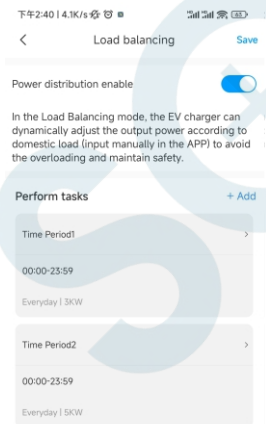 下午2:40 | 4.1K/s
Load balancing
Save
Power distribution enable
In the Load Balancing mode, the EV charger can
dynamically adjust the output power according to
domestic load (input manually in the APP) to avoid
the overloading and maintain safety.
Perform tasks
+ Add
Time Period1
00:00-23:59
Everyday | 3KW
Time Period2
00:00-23:59
Everyday | 5KW